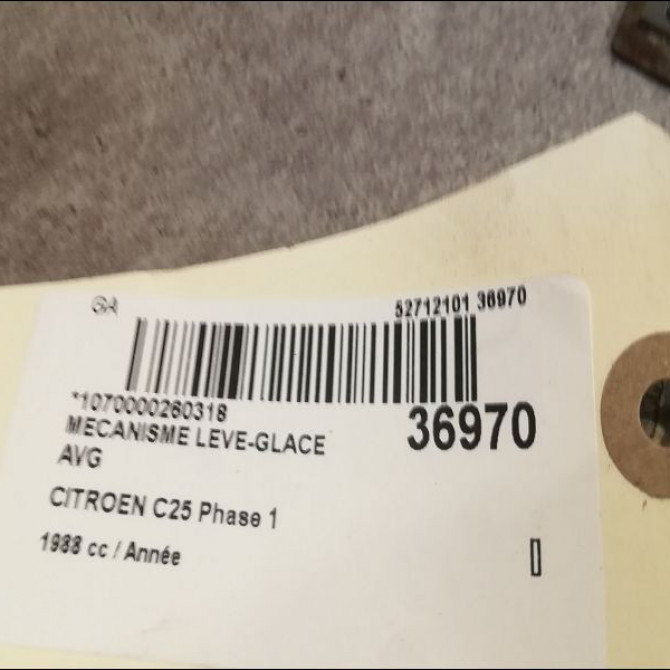 GA
52712101 36970
*1070000260318
36970
MECANISME LEVE-GLACE
AVG
CITROEN C25 Phase 1
1988 cc / Année